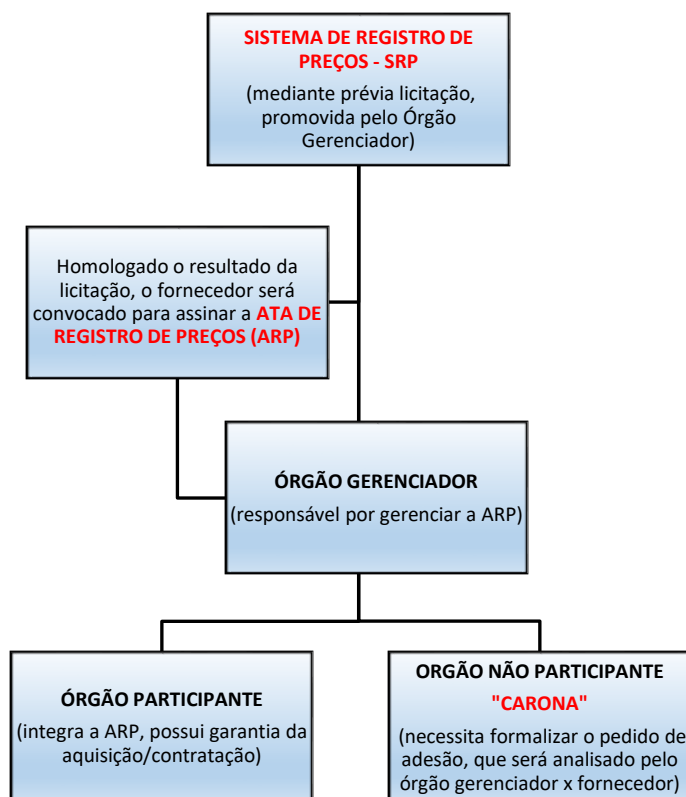 SISTEMA DE REGISTRO DE
PREÇOS - SRP
(mediante prévia licitação,
promovida pelo Órgão
Gerenciador)
Homologado o resultado da
licitação, o fornecedor será
convocado para assinar a ATA DE
REGISTRO DE PREÇOS (ARP)
ÓRGÃO GERENCIADOR
(responsável por gerenciar a ARP)
ÓRGÃO PARTICIPANTE
(integra a ARP, possui garantia da
aquisição/contratação)
ORGÃO NÃO PARTICIPANTE
"CARONA"
(necessita formalizar o pedido de
adesão, que será analisado pelo
órgão gerenciador x fornecedor)